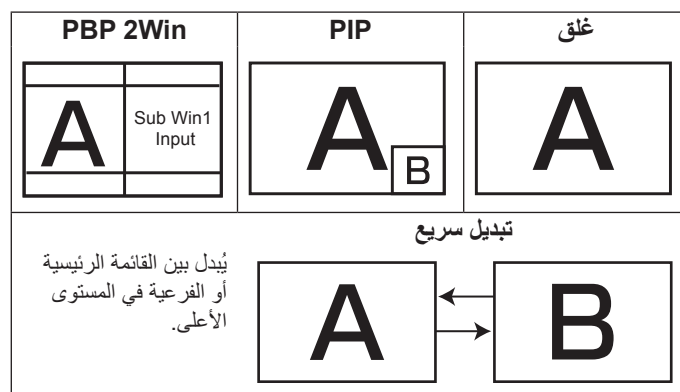 غلق
PIP
PBP 2Win
A
A
B
A
Sub Win1
Input
تبديل سريع
يُبدل بين القائمة الرئيسية
أو الفرعية في المستوى
الأعلى.
A
B